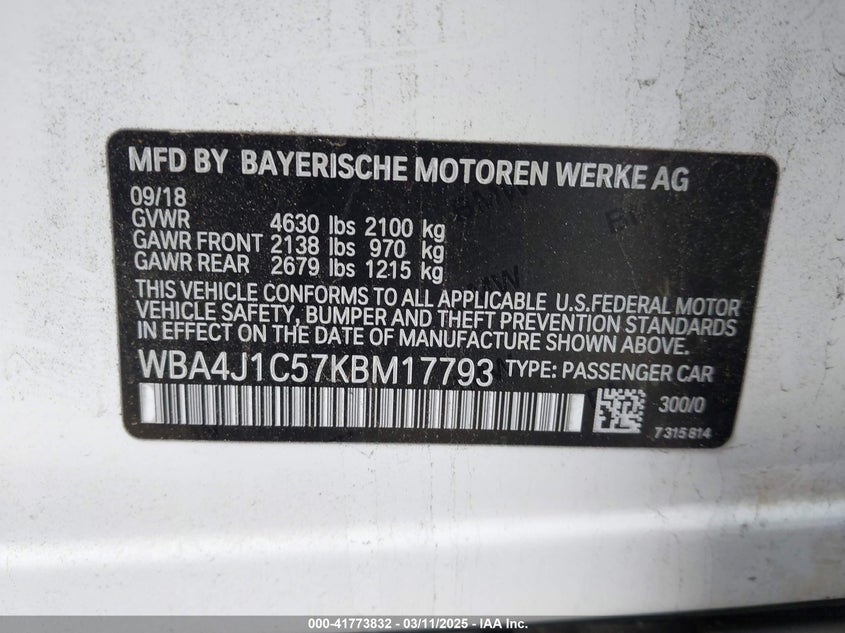 MFD BY BAYERISCHE MOTOREN WERKE AG
09/18
GVWR 4630 lbs 2100 kg
GAWR FRONT 2138 lbs 970 kg
GAWR REAR 2679 lbs 1215 kg
THIS VEHICLE CONFORMS TO ALL APPLICABLE U.S.FEDERAL MOTOR
VEHICLE SAFETY, BUMPER AND THEFT PREVENTION STANDARDS
IN EFFECT ON THE DATE OF MANUFACTURE SHOWN ABOVE.
WBA4J1C57KBM17793 TYPE: PASSENGER CAR
300/0
7315814
000-41773832 - 03/11/2025 - IAA Inc.